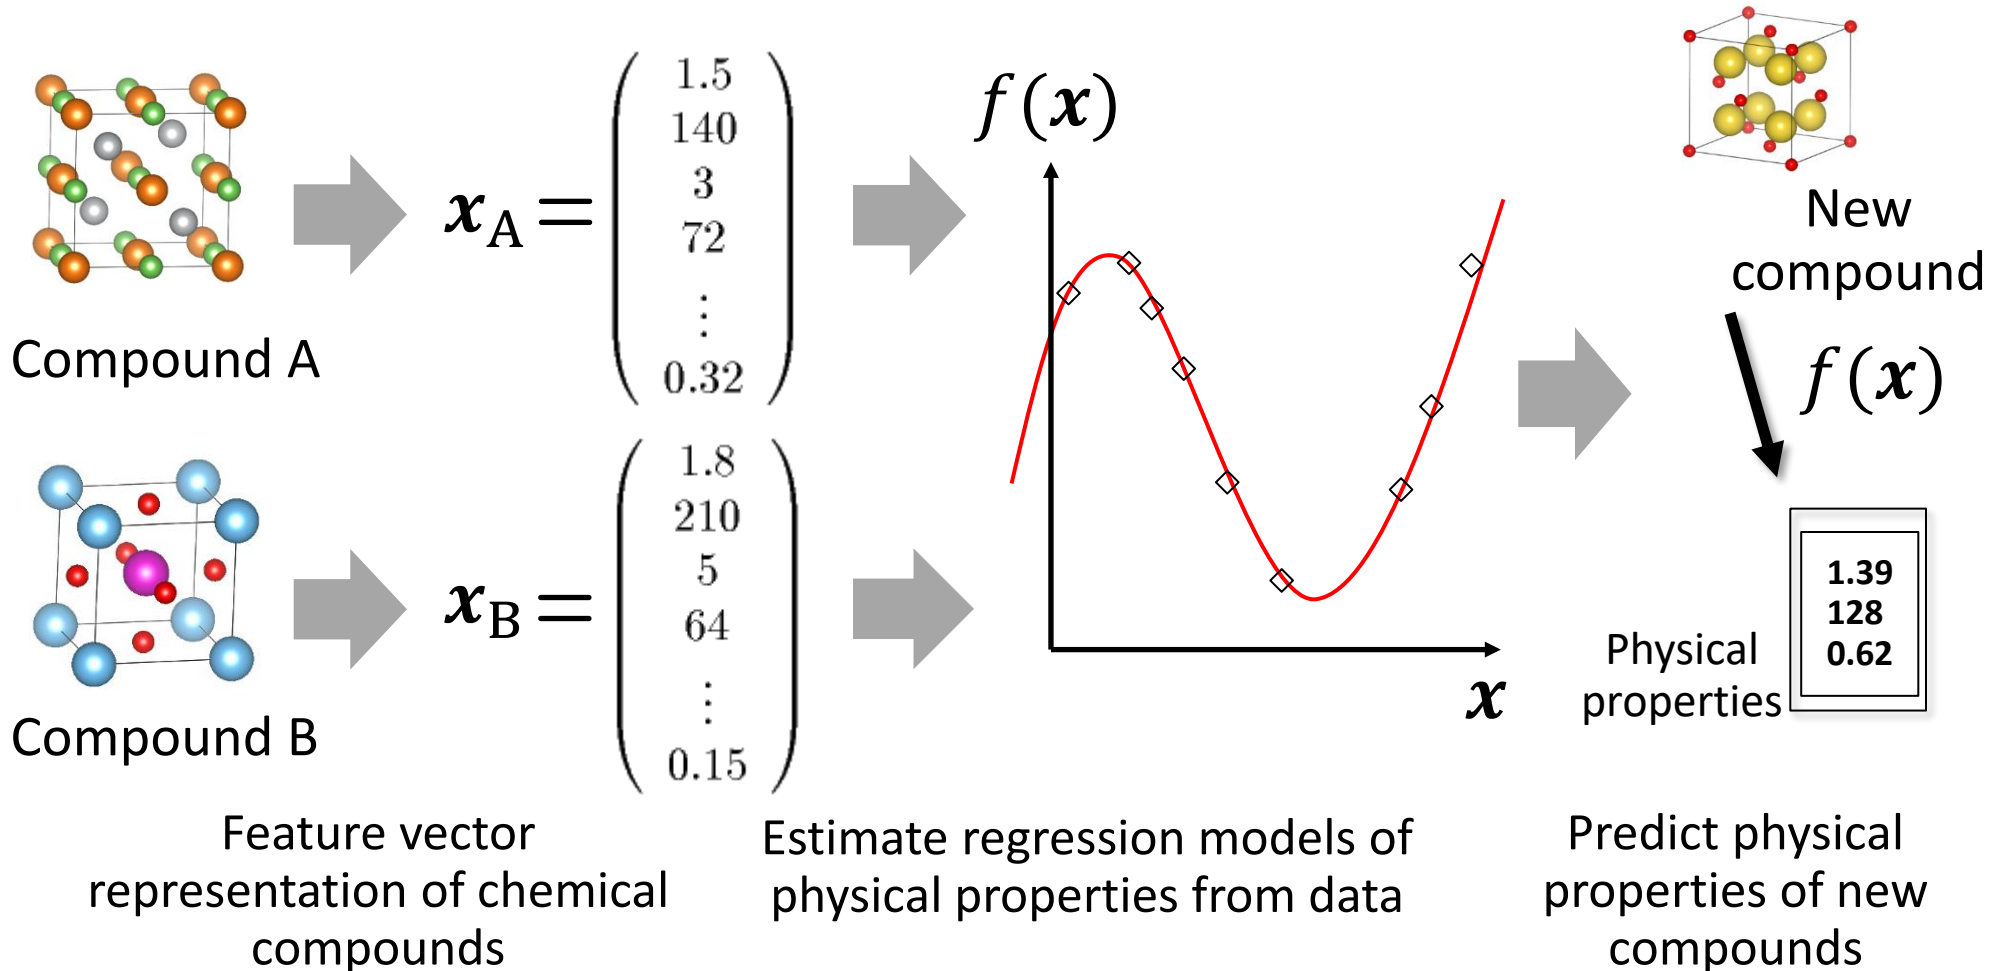 Compound A
𝒙A =
1.5
140
3
72
⋮
0.32
Compound B
𝒙B =
1.8
210
5
64
⋮
0.15
Feature vector
representation of chemical
compounds
f(𝒙)
𝒙
Estimate regression models of
physical properties from data
New
compound
f(𝒙)
Physical
properties
1.39
128
0.62
Predict physical
properties of new
compounds